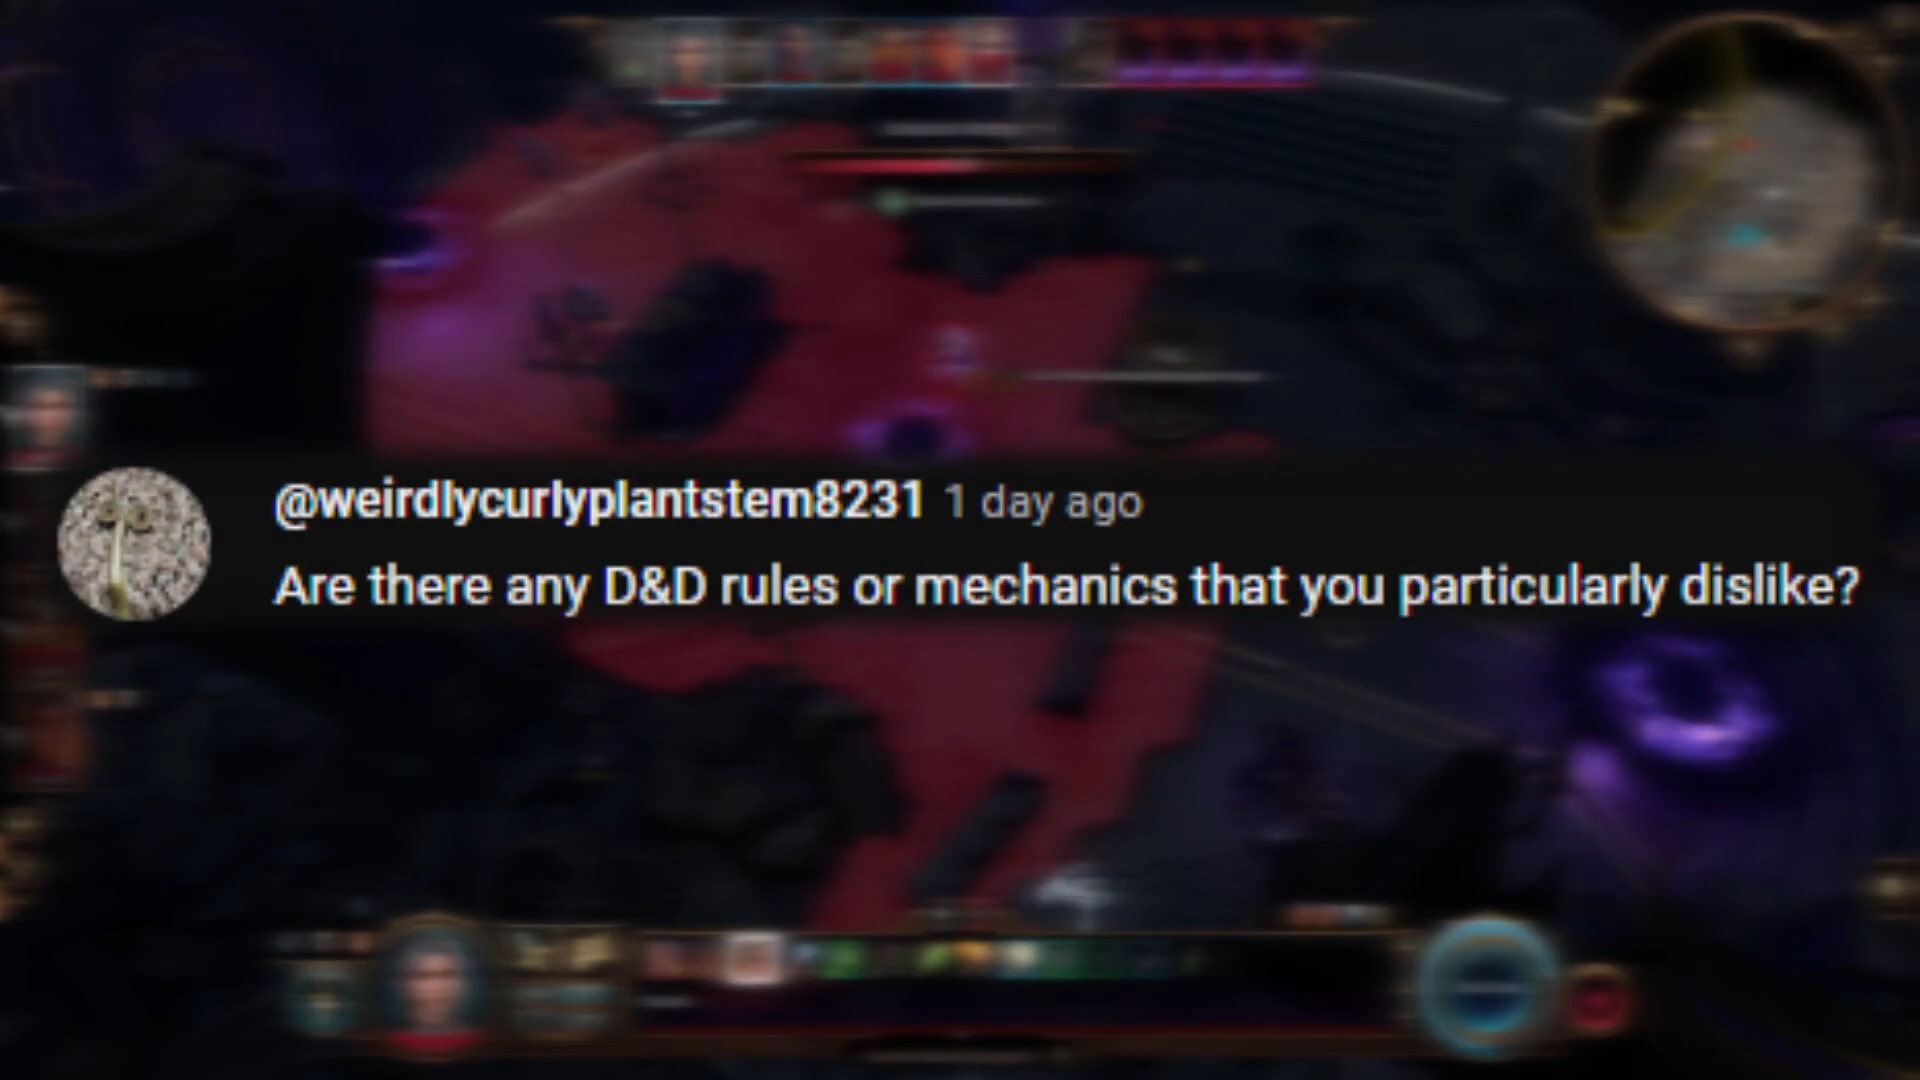 @weirdlycurlyplantstem8231 1 day ago
Are there any D&D rules or mechanics that you particularly dislike?